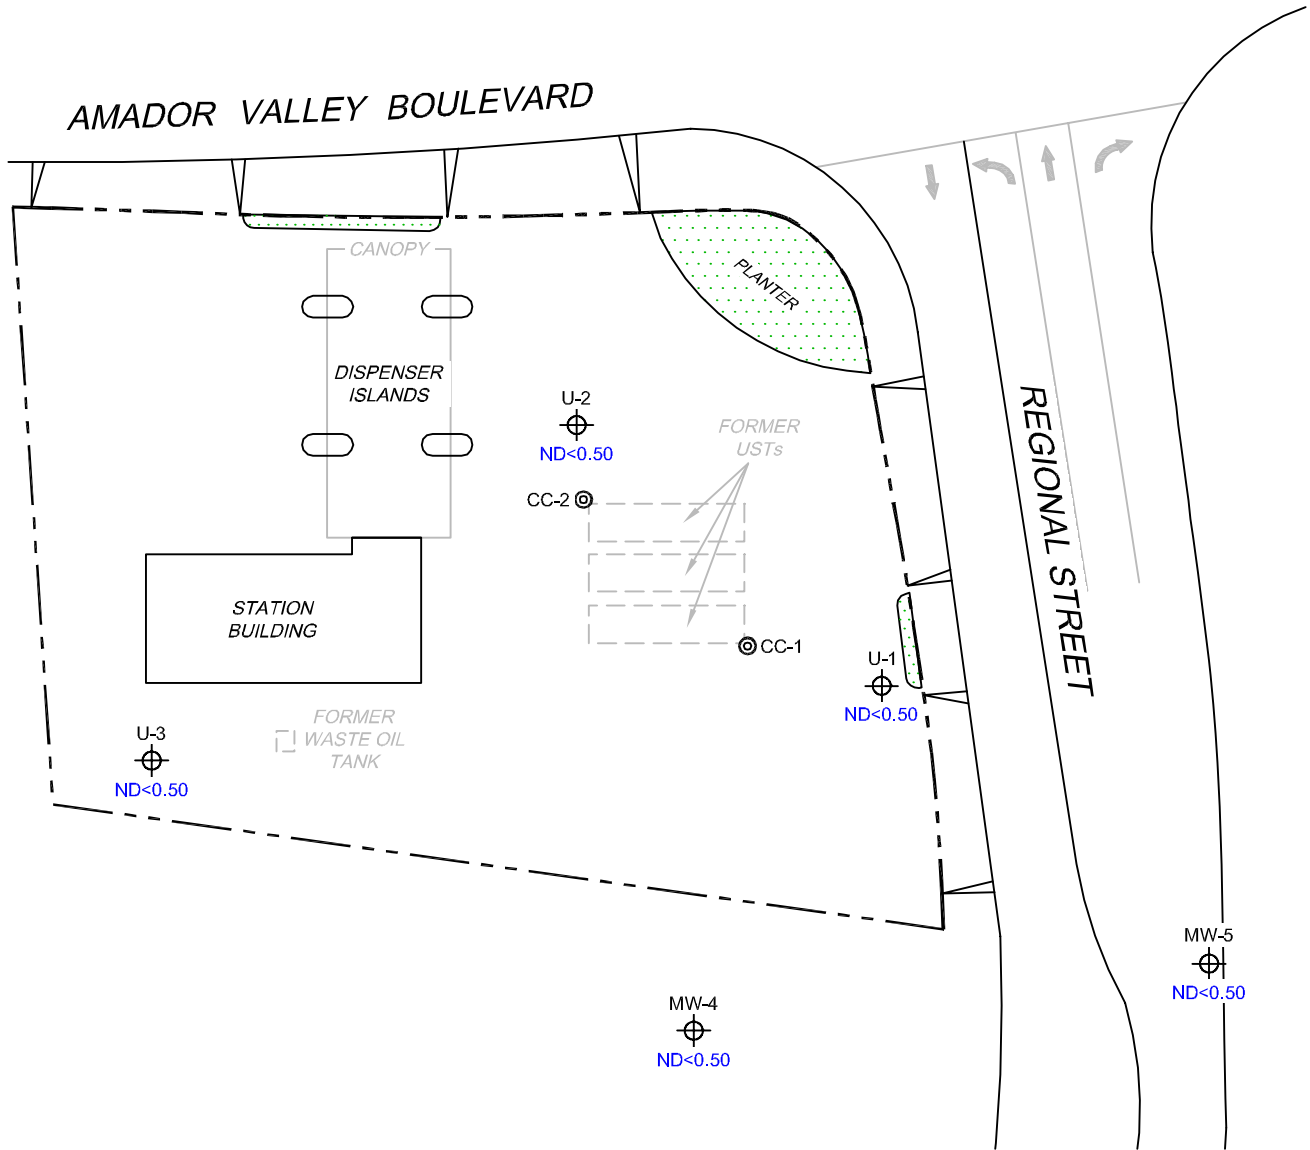 AMADOR VALLEY BOULEVARD
CANOPY
PLANTER
DISPENSER
ISLANDS
U-2
ND<0.50
FORMER
USTs
CC-2
REGIONAL STREET
STATION
BUILDING
CC-1
U-1
ND<0.50
FORMER
WASTE OIL
TANK
U-3
ND<0.50
MW-5
ND<0.50
MW-4
ND<0.50